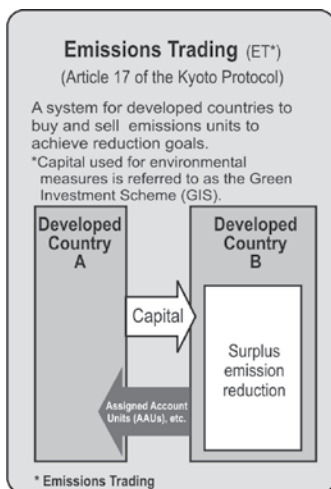 Emissions Trading (ET*)
(Article 17 of the Kyoto Protocol)
A system for developed countries to
buy and sell emissions units to
achieve reduction goals.
*Capital used for environmental
measures is referred to as the Green
Investment Scheme (GIS).
Developed
Country
A
Developed
Country
B
Capital
Surplus
emission
reduction
Assigned Account
Units (AAUs), etc.
* Emissions Trading